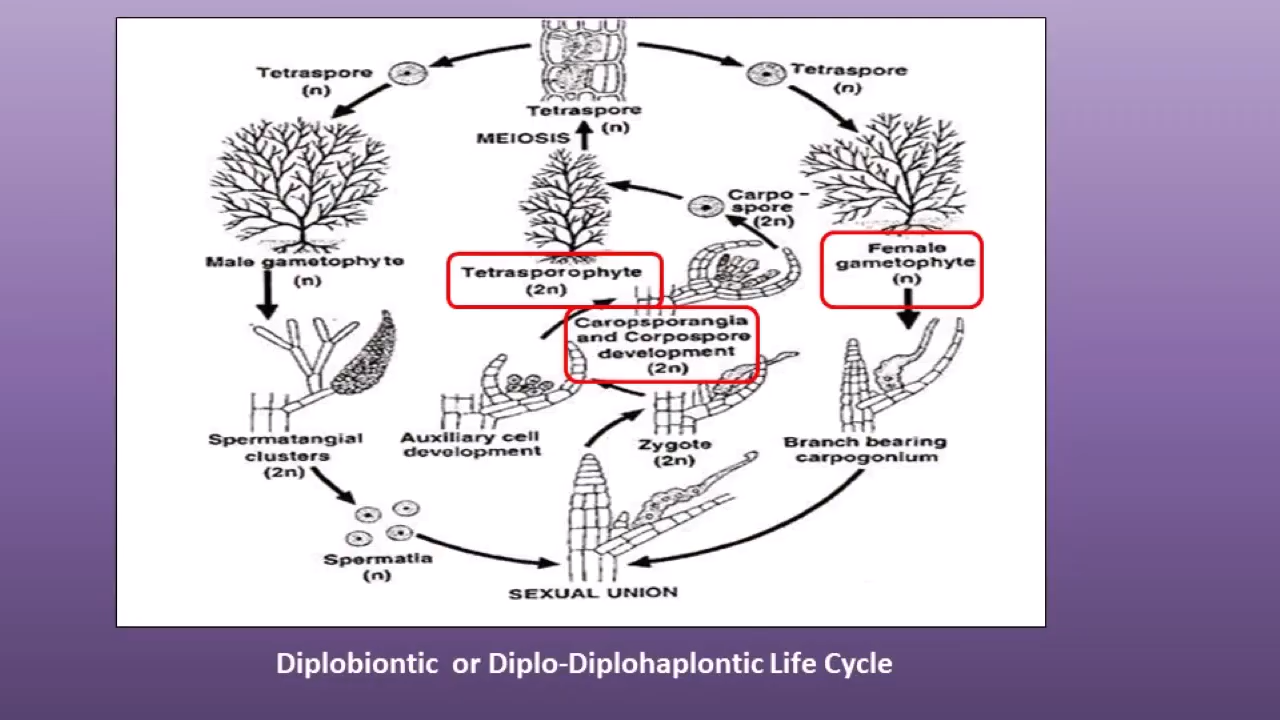 Tetraspore
(n)
Tetraspore
(n)
MEIOSIS
Tetraspore
(n)
Carpo -
spore
(2n)
Male gametophyte
(n)
Tetrasporophyte
(2n)
Female
gametophyte
(n)
Caropsporangia
and Corpospore
development
(2n)
Spermatangial
clusters
(2n)
Auxiliary cell
development
Zygote
(2n)
Branch bearing
carpogonium
Spermatia
(n)
SEXUAL UNION
Diplobiontic or Diplo-Diplohaplontic Life Cycle